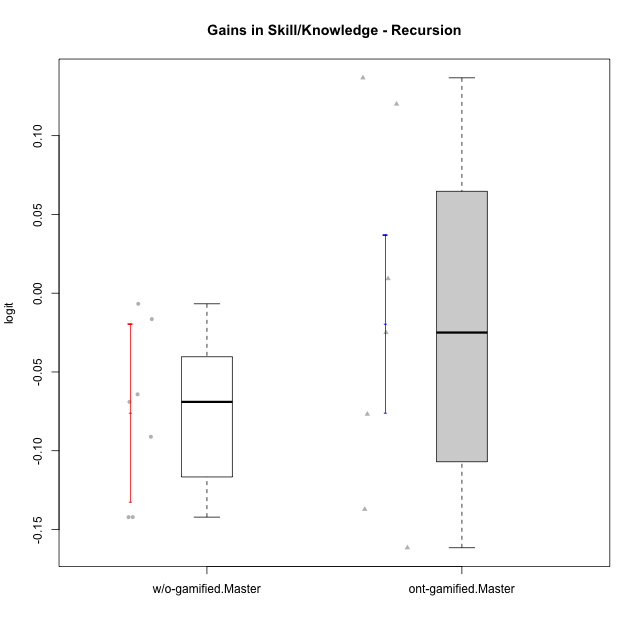 Gains in Skill/Knowledge - Recursion
logit
0.10
0.05
0.00
-0.05
-0.10
-0.15
w/o-gamified.Master
ont-gamified.Master